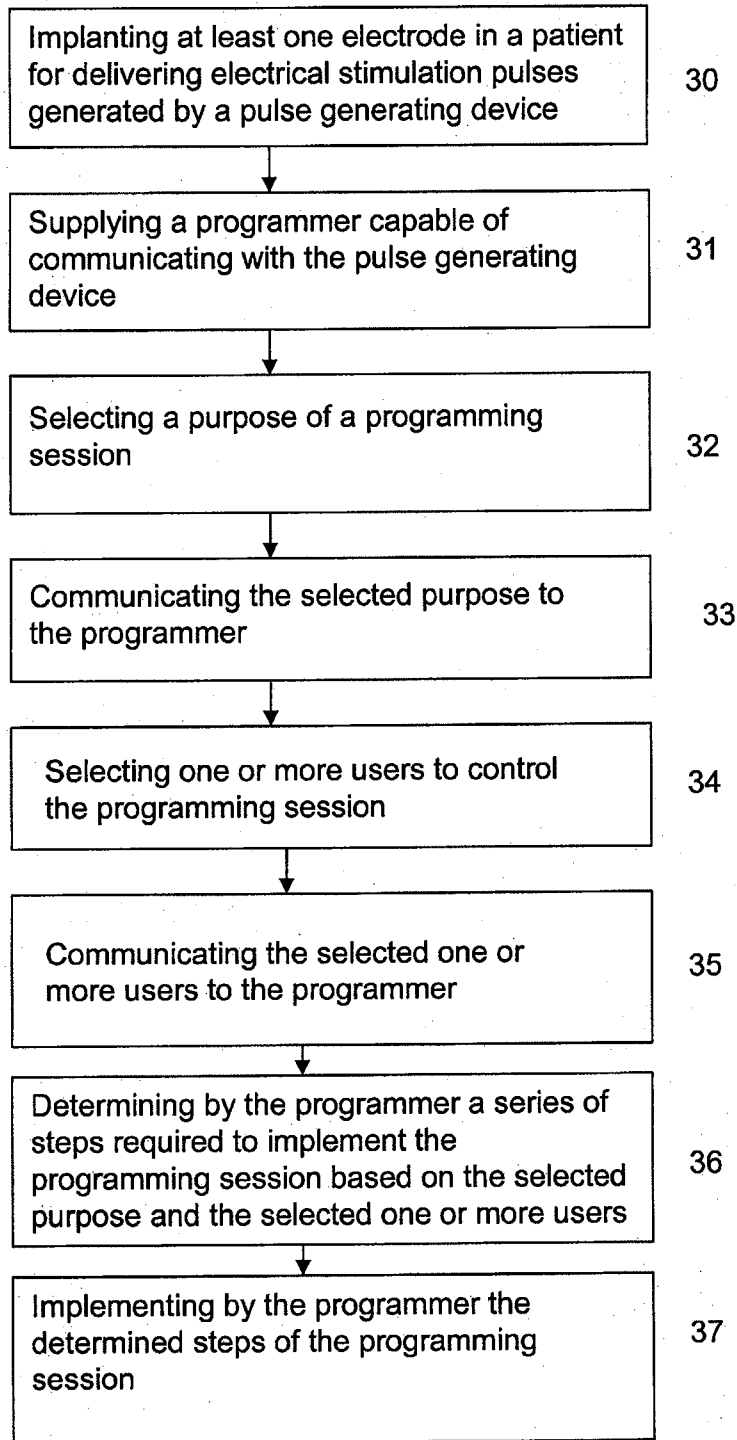 Implanting at least one electrode in a patient
for delivering electrical stimulation pulses
generated by a pulse generating device
30
Supplying a programmer capable of
communicating with the pulse generating
device
31
Selecting a purpose of a programming
session
32
Communicating the selected purpose to
the programmer
33
Selecting one or more users to control
the programming session
34
Communicating the selected one or
more users to the programmer
35
Determining by the programmer a series of
steps required to implement the
programming session based on the selected
purpose and the selected one or more users
36
Implementing by the programmer the
determined steps of the programming
session
37